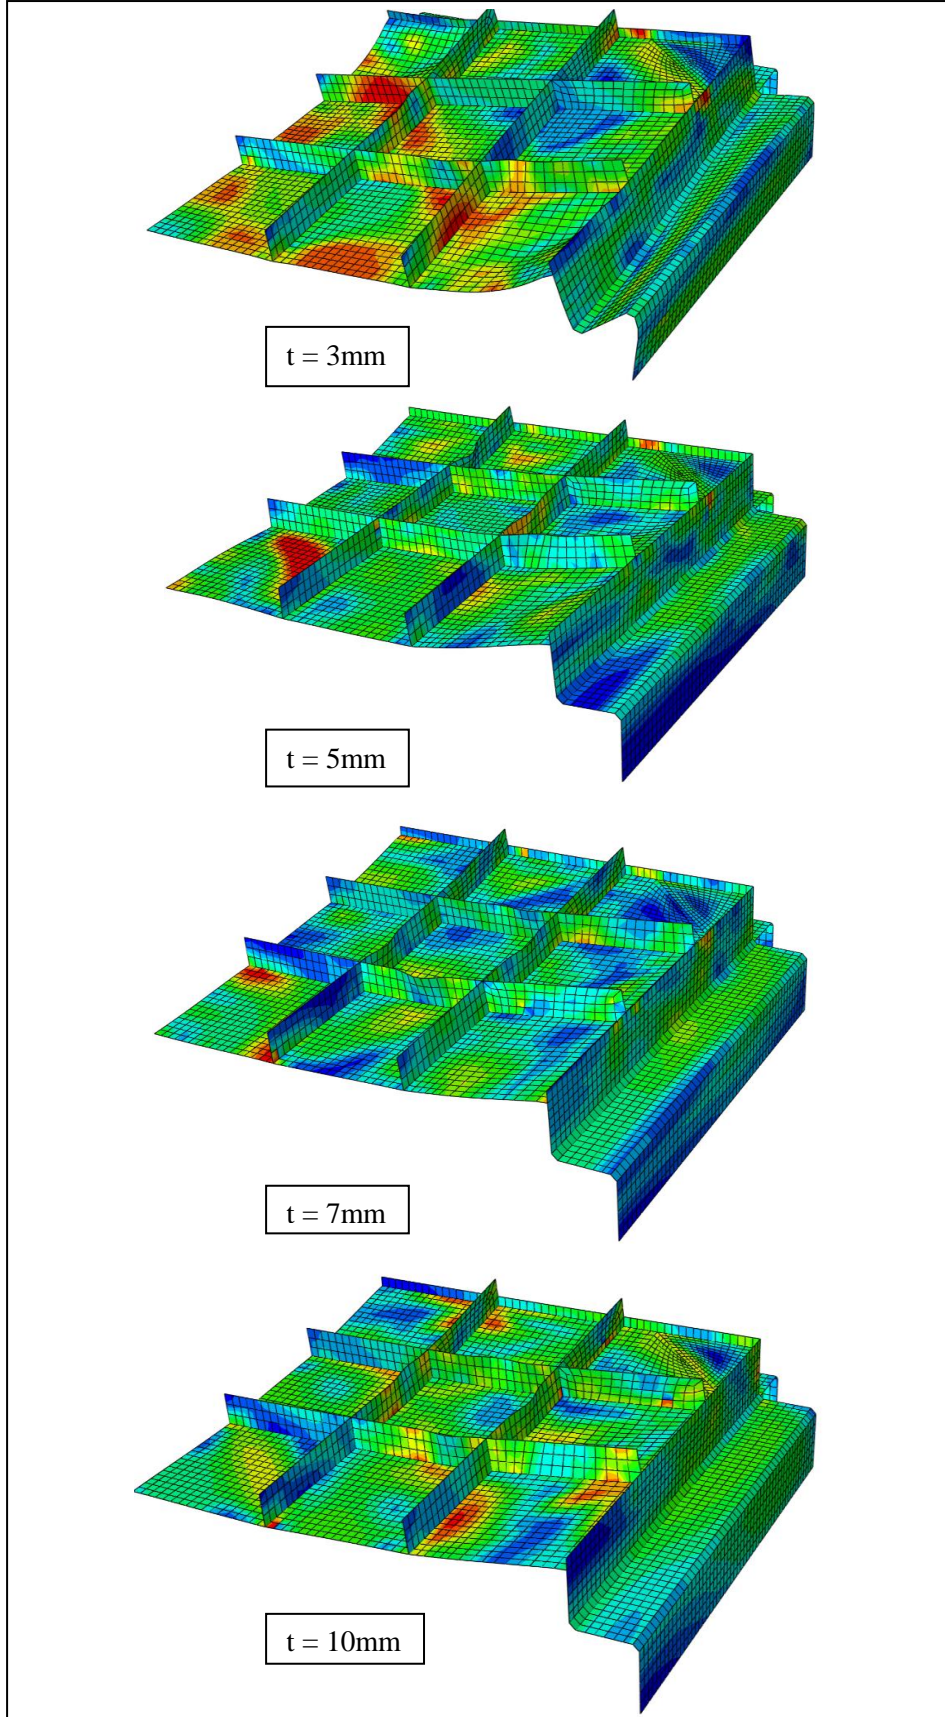 t = 3mm
t = 5mm
t = 7mm
t = 10mm